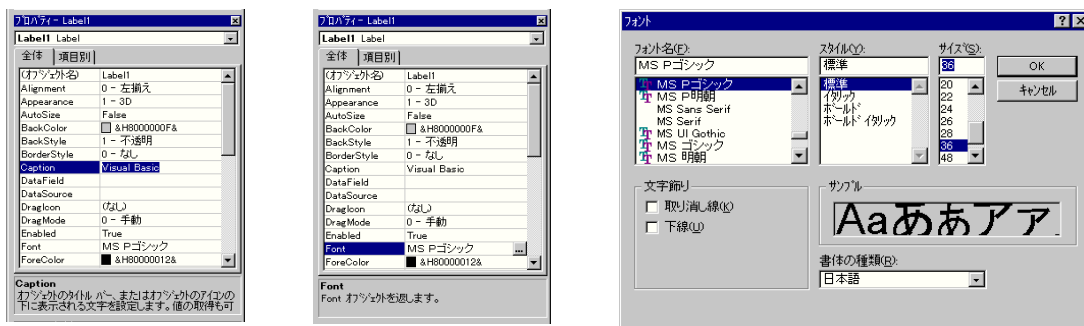 プロパティ - Label1
Label1 Label
全体 項目別
(オブジェクト名) Label1
Alignment 0 - 左揃え
Appearance 1 - 3D
AutoSize False
BackColor &H8000000F&
BackStyle 1 - 不透明
BorderStyle 0 - なし
Caption Visual Basic
DataField
DataSource
DragIcon (なし)
DragMode 0 - 手動
Enabled True
Font MS Pゴシック
ForeColor &H80000012&
Caption
オブジェクトのタイトル バー、またはオブジェクトのアイコンの
下に表示される文字を設定します。値の取得も可
プロパティ - Label1
Label1 Label
全体 項目別
(オブジェクト名) Label1
Alignment 0 - 左揃え
Appearance 1 - 3D
AutoSize False
BackColor &H8000000F&
BackStyle 1 - 不透明
BorderStyle 0 - なし
Caption Visual Basic
DataField
DataSource
DragIcon (なし)
DragMode 0 - 手動
Enabled True
Font MS Pゴシック ...
ForeColor &H80000012&
Font
Font オブジェクトを返します。
フォント
フォント名(F): スタイル(Y): サイズ(S):
MS Pゴシック 標準 36 OK
MS Pゴシック 標準 20 キャンセル
MS P明朝 イタリック 22
MS Sans Serif ボールド 24
MS Serif ボールド イタリック 26
MS UI Gothic 28
MS ゴシック 36
MS 明朝 48
文字飾り サンプル
取り消し線(K)
下線(U)
Aaあぁアァ
書体の種類(R):
日本語